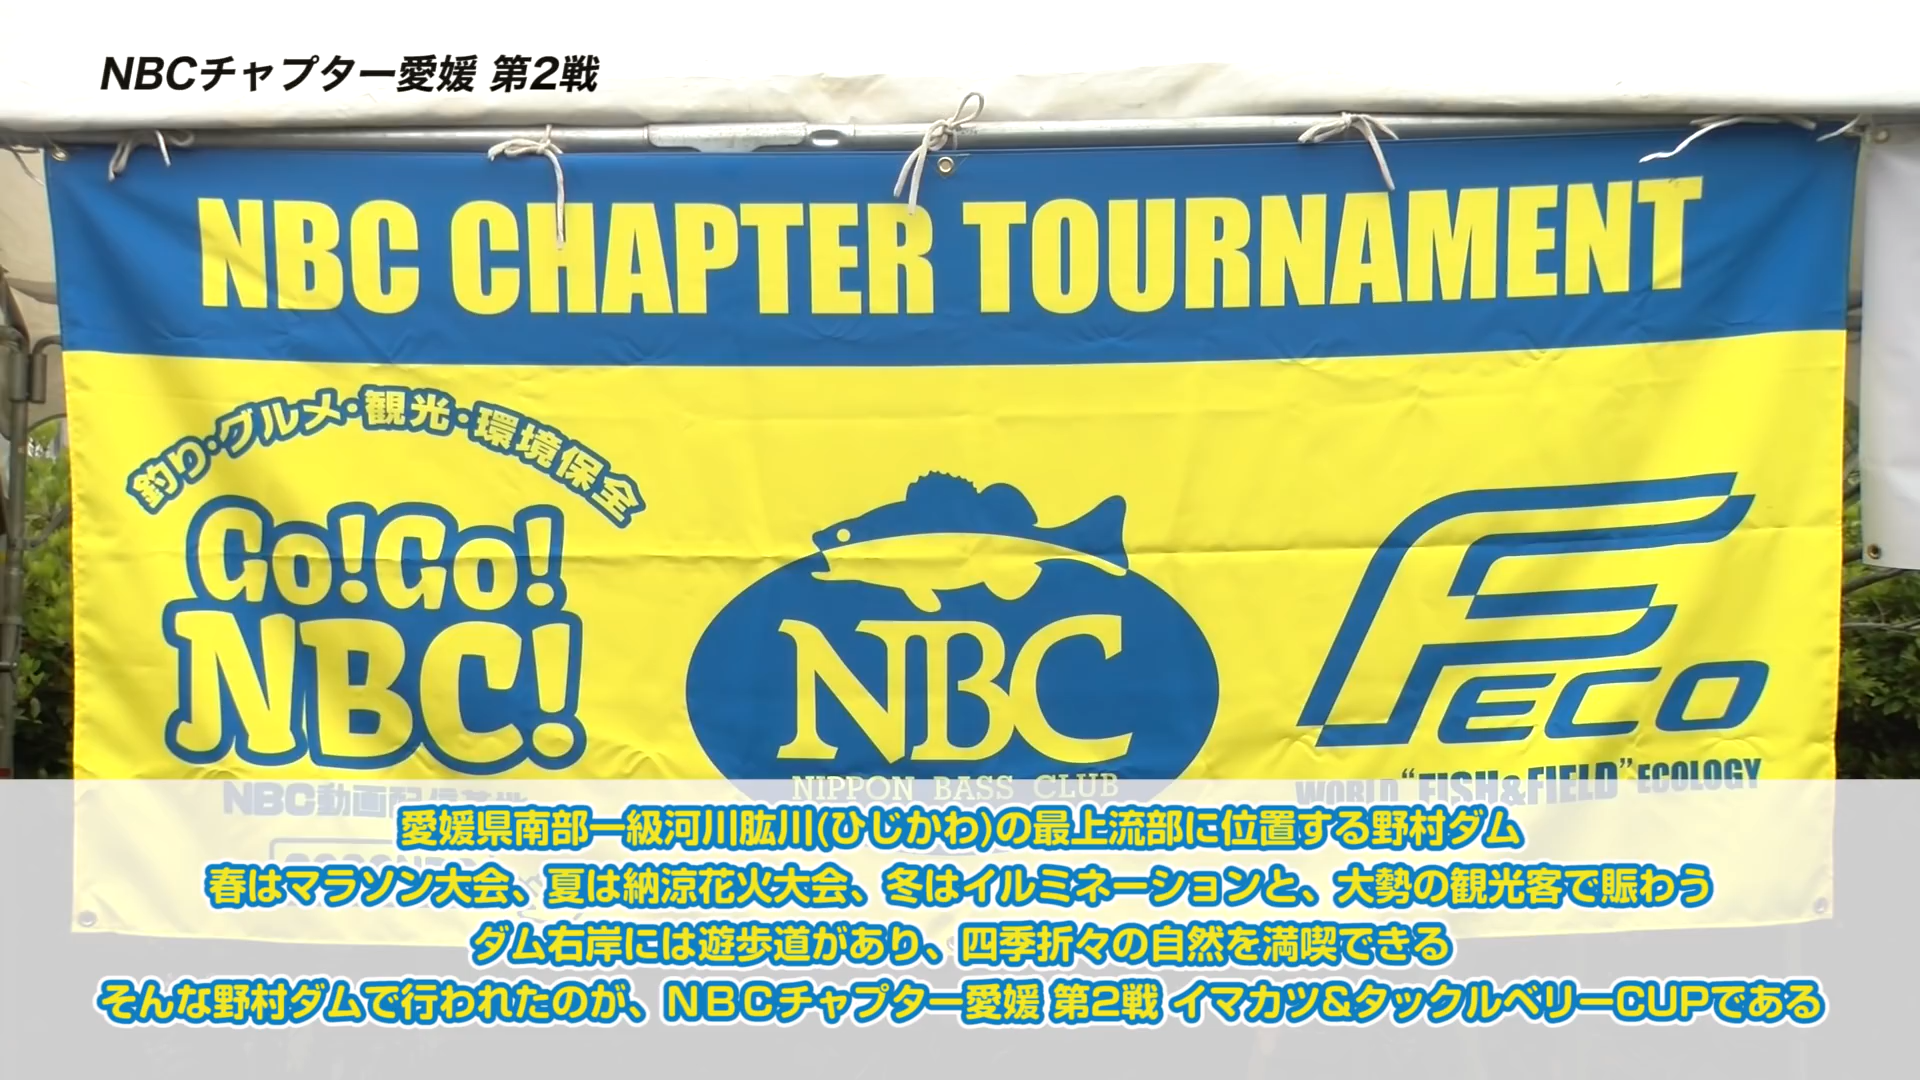 NBCチャプター愛媛 第2戦
NBC CHAPTER TOURNAMENT
釣り・グルメ・観光・環境保全
Go!Go!
NBC!
NBC
NIPPON BASS CLUB
FECO
WORLD "FISH&FIELD" ECOLOGY
NBC動画配信
愛媛県南部一級河川肱川(ひじかわ)の最上流部に位置する野村ダム
春はマラソン大会、夏は納涼花火大会、冬はイルミネーションと、大勢の観光客で賑わう
ダム右岸には遊歩道があり、四季折々の自然を満喫できる
そんな野村ダムで行われたのが、ＮＢＣチャプター愛媛 第2戦 イマカツ&タックルベリーCUPである